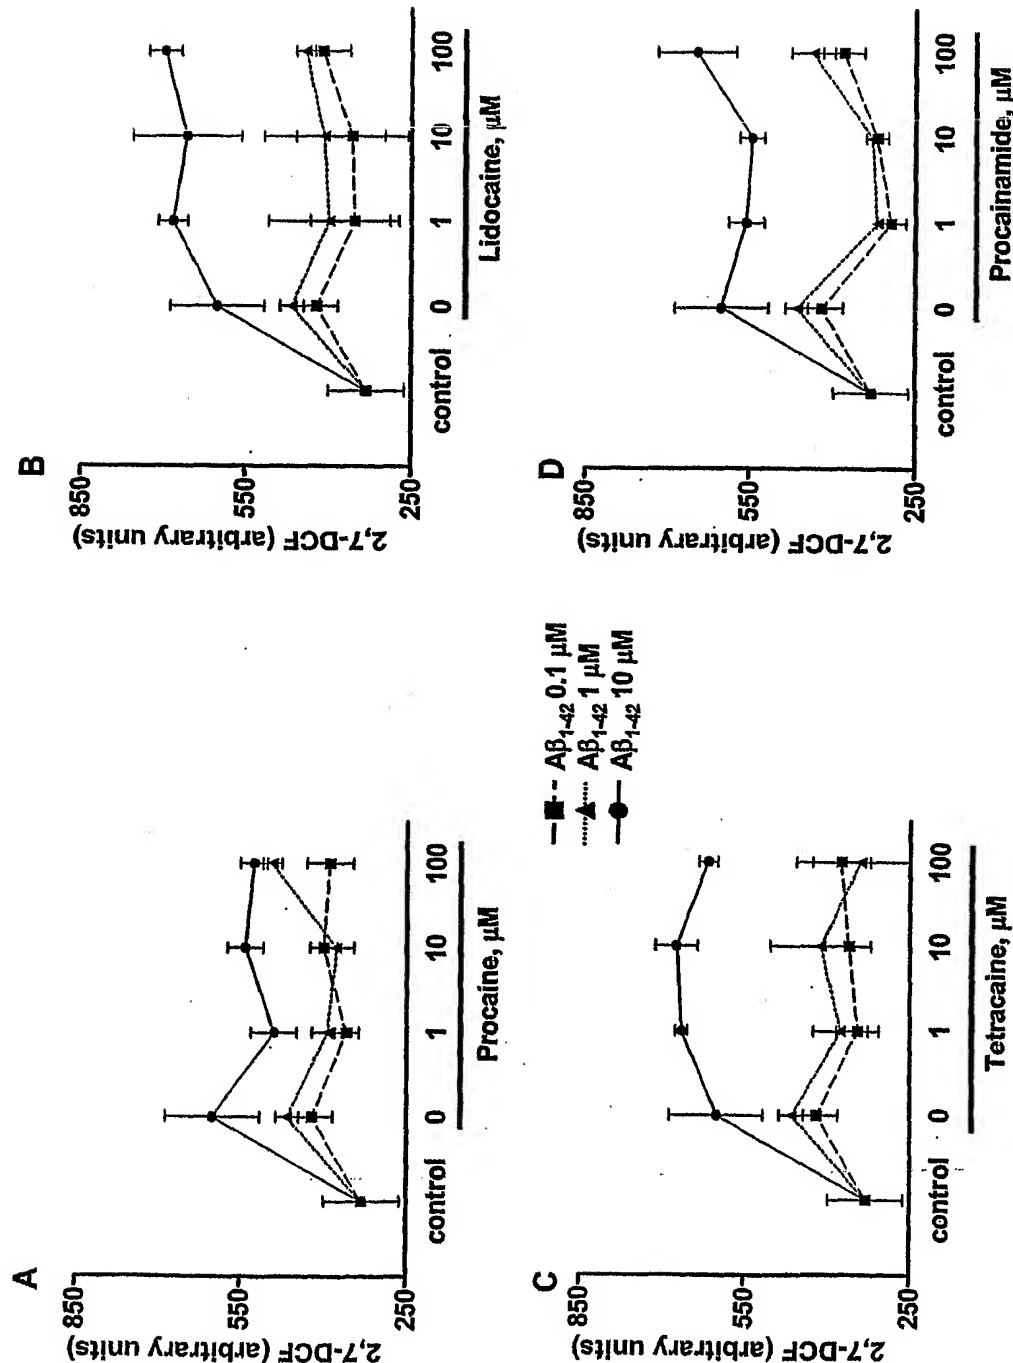 A
2,7-DCF (arbitrary units)
850
550
250
control 0 1 10 100
Procaine, μM
B
2,7-DCF (arbitrary units)
850
550
250
control 0 1 10 100
Lidocaine, μM
C
2,7-DCF (arbitrary units)
850
550
250
control 0 1 10 100
Tetracaine, μM
Aβ1-42 0.1 μM
Aβ1-42 1 μM
Aβ1-42 10 μM
D
2,7-DCF (arbitrary units)
850
550
250
control 0 1 10 100
Procainamide, μM